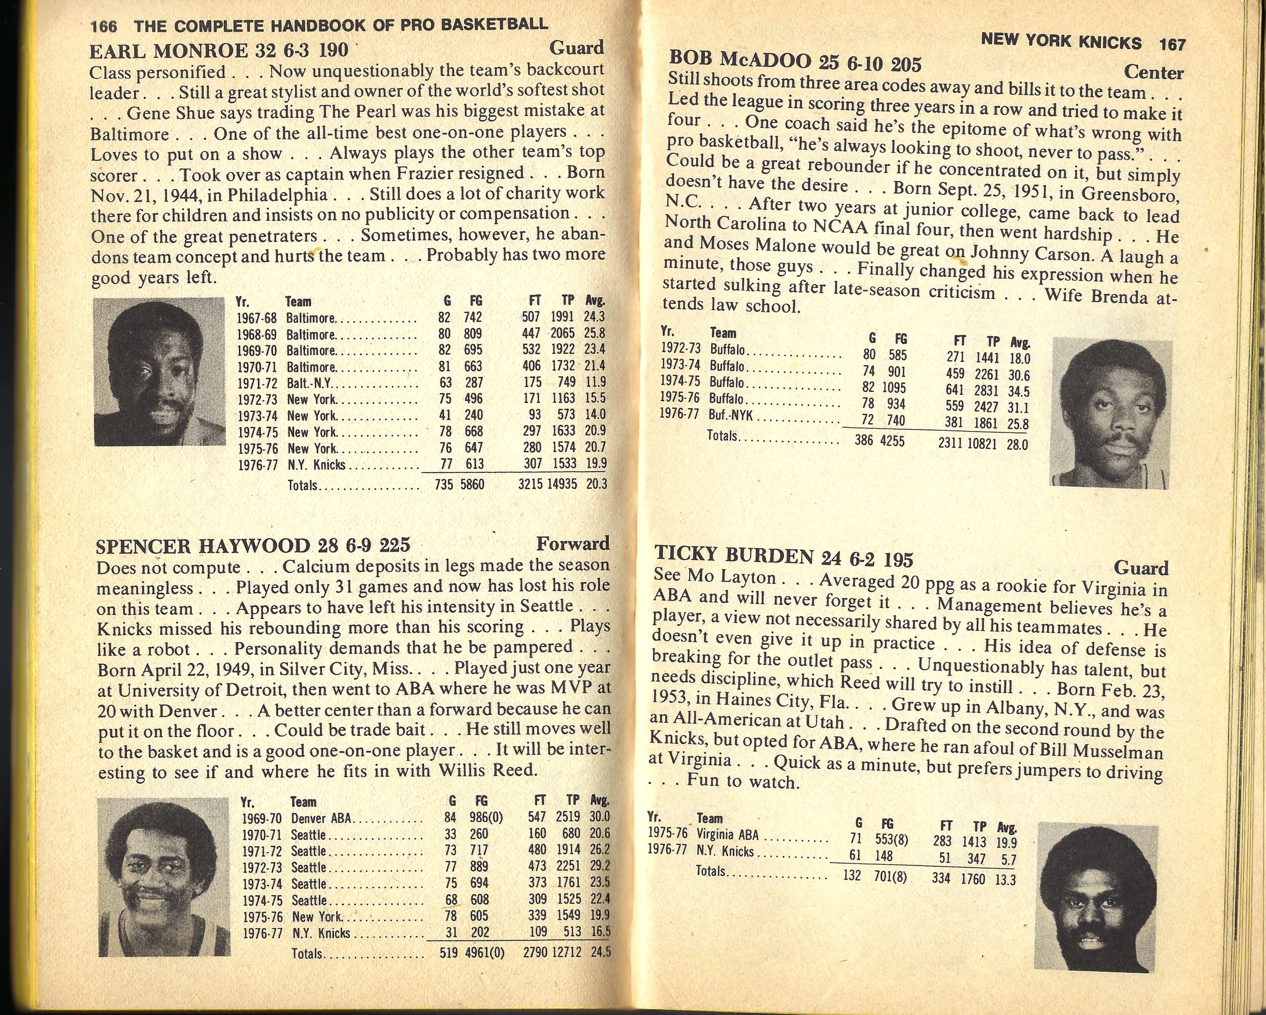 166 THE COMPLETE HANDBOOK OF PRO BASKETBALL
EARL MONROE 32 6-3 190 Guard
Class personified . . . Now unquestionably the team's backcourt
leader. . . Still a great stylist and owner of the world's softest shot
. . . Gene Shue says trading The Pearl was his biggest mistake at
Baltimore . . . One of the all-time best one-on-one players . . .
Loves to put on a show . . . Always plays the other team's top
scorer . . . Took over as captain when Frazier resigned . . . Born
Nov. 21, 1944, in Philadelphia . . . Still does a lot of charity work
there for children and insists on no publicity or compensation . . .
One of the great penetraters . . . Sometimes, however, he aban-
dons team concept and hurts the team . . . Probably has two more
good years left.
Yr. Team G FG FT TP Avg.
1967-68 Baltimore............. 82 742 507 1991 24.3
1968-69 Baltimore............. 80 809 447 2065 25.8
1969-70 Baltimore............. 82 695 532 1922 23.4
1970-71 Baltimore............. 81 663 406 1732 21.4
1971-72 Balt.-N.Y.............. 63 287 175 749 11.9
1972-73 New York............. 75 496 171 1163 15.5
1973-74 New York............. 41 240 93 573 14.0
1974-75 New York............. 78 668 297 1633 20.9
1975-76 New York............. 76 647 280 1574 20.7
1976-77 N.Y. Knicks........... 77 613 307 1533 19.9
Totals................ 735 5860 3215 14935 20.3
SPENCER HAYWOOD 28 6-9 225 Forward
Does not compute . . . Calcium deposits in legs made the season
meaningless . . . Played only 31 games and now has lost his role
on this team . . . Appears to have left his intensity in Seattle . . .
Knicks missed his rebounding more than his scoring . . . Plays
like a robot . . . Personality demands that he be pampered . . .
Born April 22, 1949, in Silver City, Miss. . . . Played just one year
at University of Detroit, then went to ABA where he was MVP at
20 with Denver . . . A better center than a forward because he can
put it on the floor . . . Could be trade bait . . . He still moves well
to the basket and is a good one-on-one player . . . It will be inter-
esting to see if and where he fits in with Willis Reed.
Yr. Team G FG FT TP Avg.
1969-70 Denver ABA............ 84 986(0) 547 2519 30.0
1970-71 Seattle................ 33 260 160 680 20.6
1971-72 Seattle................ 73 717 480 1914 26.2
1972-73 Seattle................ 77 889 473 2251 29.2
1973-74 Seattle................ 75 694 373 1761 23.5
1974-75 Seattle................ 68 608 309 1525 22.4
1975-76 New York............. 78 605 339 1549 19.9
1976-77 N.Y. Knicks............ 31 202 109 513 16.5
Totals................ 519 4961(0) 2790 12712 24.5
NEW YORK KNICKS 167
BOB McADOO 25 6-10 205 Center
Still shoots from three area codes away and bills it to the team . . .
Led the league in scoring three years in a row and tried to make it
four . . . One coach said he's the epitome of what's wrong with
pro basketball, "he's always looking to shoot, never to pass." . . .
Could be a great rebounder if he concentrated on it, but simply
doesn't have the desire . . . Born Sept. 25, 1951, in Greensboro,
N.C. . . . After two years at junior college, came back to lead
North Carolina to NCAA final four, then went hardship . . . He
and Moses Malone would be great on Johnny Carson. A laugh a
minute, those guys . . . Finally changed his expression when he
started sulking after late-season criticism . . . Wife Brenda at-
tends law school.
Yr. Team G FG FT TP Avg.
1972-73 Buffalo................ 80 585 271 1441 18.0
1973-74 Buffalo................ 74 901 459 2261 30.6
1974-75 Buffalo................ 82 1095 641 2831 34.5
1975-76 Buffalo................ 78 934 559 2427 31.1
1976-77 Buf.-NYK.............. 72 740 381 1861 25.8
Totals................ 386 4255 2311 10821 28.0
TICKY BURDEN 24 6-2 195 Guard
See Mo Layton . . . Averaged 20 ppg as a rookie for Virginia in
ABA and will never forget it . . . Management believes he's a
player, a view not necessarily shared by all his teammates . . . He
doesn't even give it up in practice . . . His idea of defense is
breaking for the outlet pass . . . Unquestionably has talent, but
needs discipline, which Reed will try to instill . . . Born Feb. 23,
1953, in Haines City, Fla. . . . Grew up in Albany, N.Y., and was
an All-American at Utah . . . Drafted on the second round by the
Knicks, but opted for ABA, where he ran afoul of Bill Musselman
at Virginia . . . Quick as a minute, but prefers jumpers to driving
. . . Fun to watch.
Yr. Team G FG FT TP Avg.
1975-76 Virginia ABA........... 71 553(8) 283 1413 19.9
1976-77 N.Y. Knicks............ 61 148 51 347 5.7
Totals................ 132 701(8) 334 1760 13.3